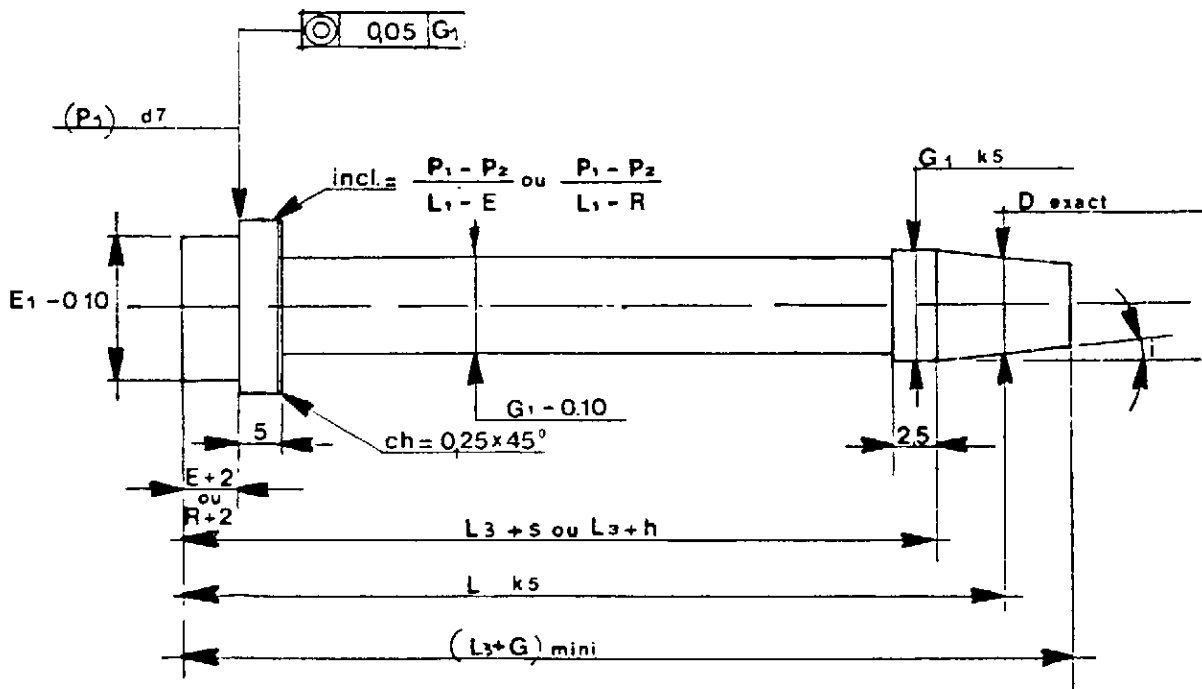 0,05 G₁
(P₁) d7
incl. = P₁ - P₂ / L₁ - E ou P₁ - P₂ / L₁ - R
G₁ k5
D exact
E₁ - 0.10
i
G₁ - 0.10
5
ch = 0,25 × 45°
2,5
E + 2
ou
R + 2
L₃ + s ou L₃ + h
L k5
(L₃ + G) mini